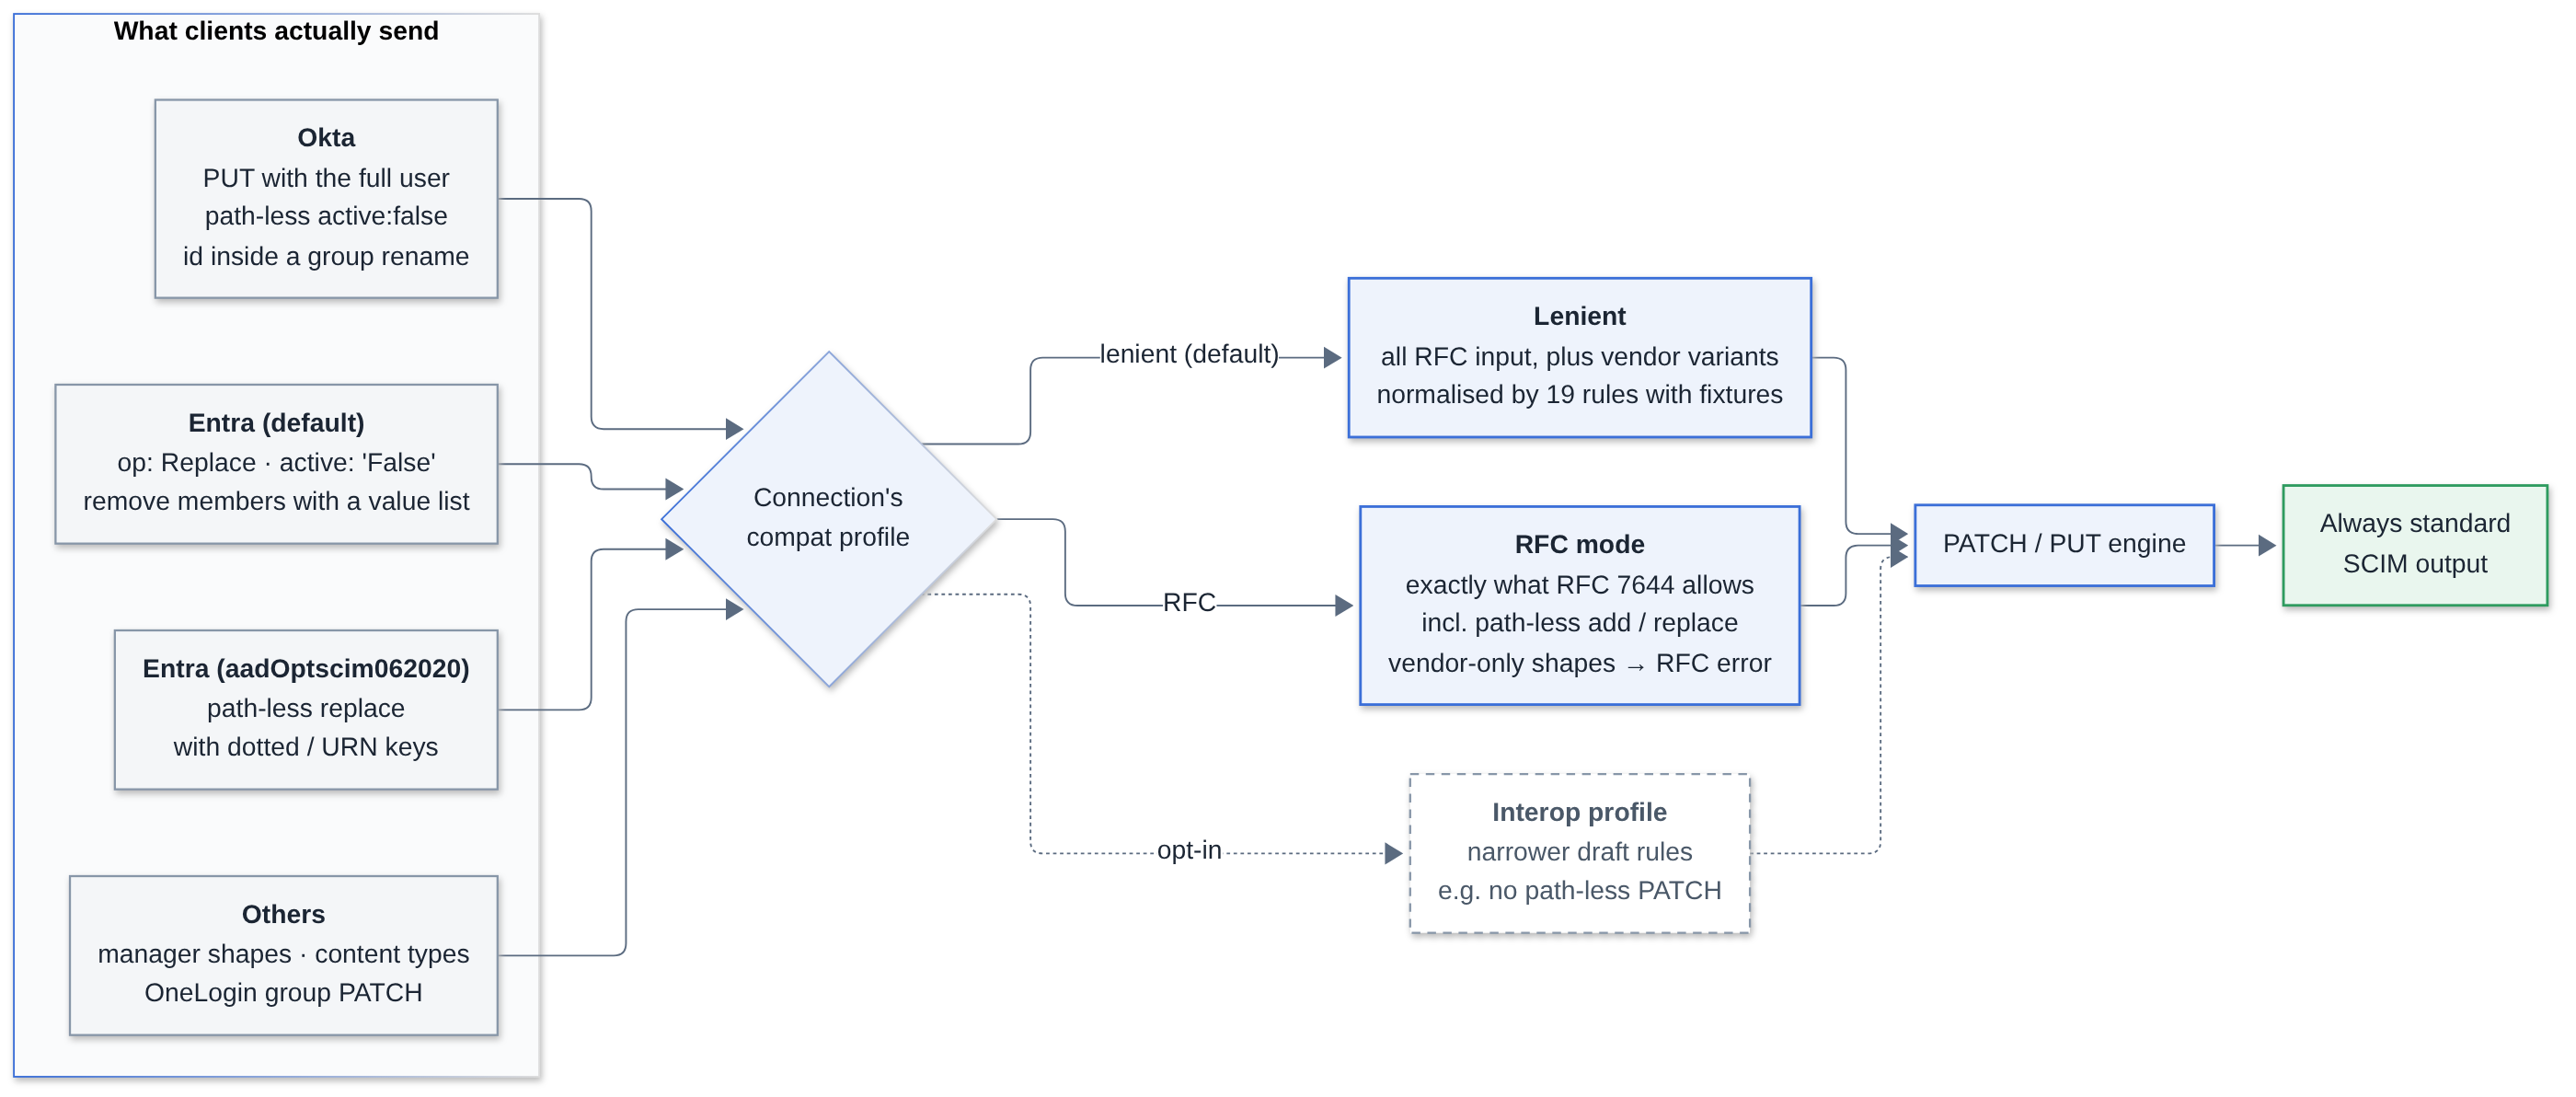 What clients actually send
Okta
PUT with the full user
path-less active:false
id inside a group rename
Entra (default)
op: Replace · active: 'False'
remove members with a value list
Entra (aadOptscim062020)
path-less replace
with dotted / URN keys
Others
manager shapes · content types
OneLogin group PATCH
Connection's
compat profile
lenient (default)
RFC
opt-in
Lenient
all RFC input, plus vendor variants
normalised by 19 rules with fixtures
RFC mode
exactly what RFC 7644 allows
incl. path-less add / replace
vendor-only shapes → RFC error
Interop profile
narrower draft rules
e.g. no path-less PATCH
PATCH / PUT engine
Always standard
SCIM output